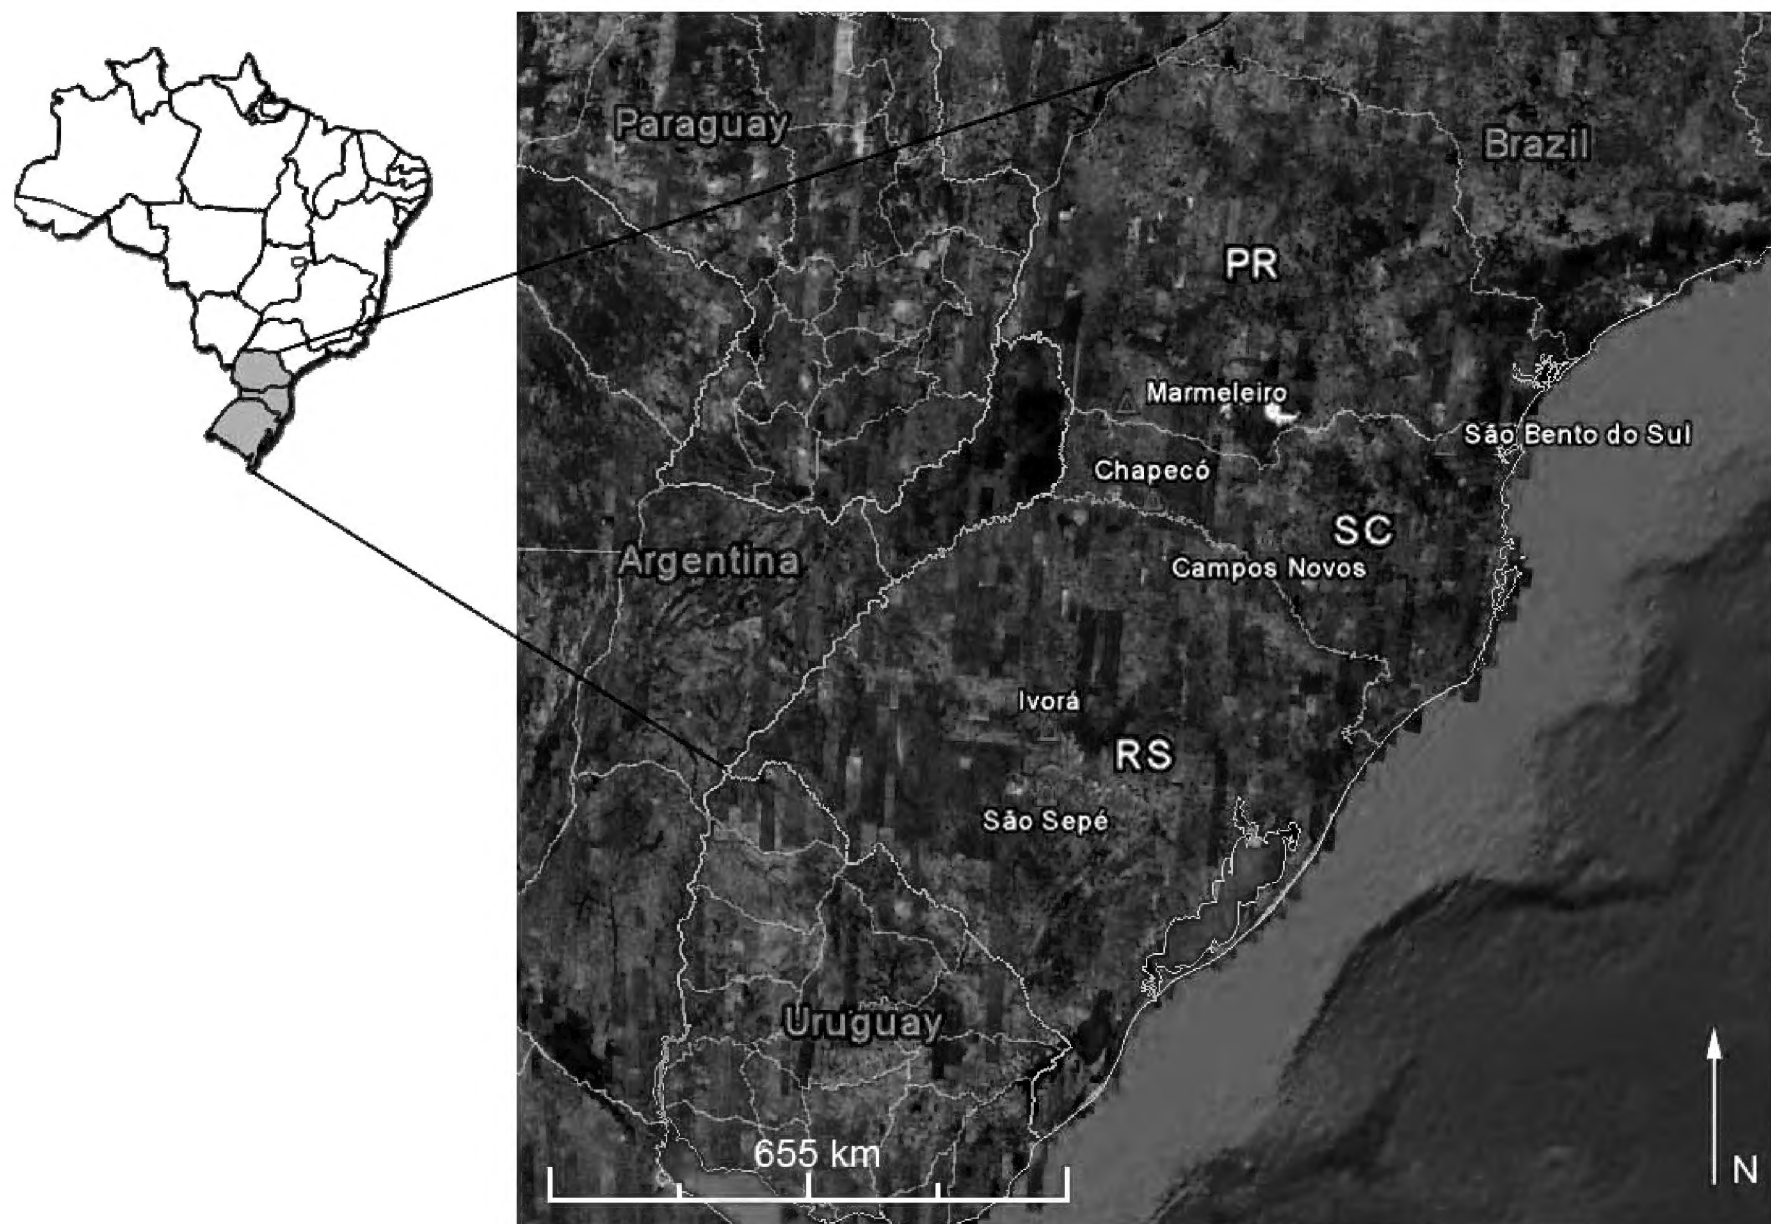 Paraguay
Brazil
PR
Marmeleiro
São Bento do Sul
Chapecó
SC
Argentina
Campos Novos
Ivorá
RS
São Sepé
Uruguay
655 km
N